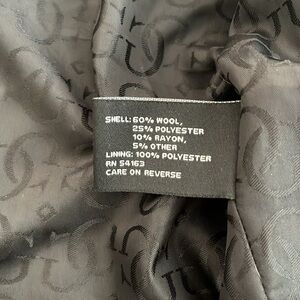 SHELL: 60% WOOL,
25% POLYESTER
10% RAYON,
5% OTHER
LINING: 100% POLYESTER
RN 54163
CARE ON REVERSE